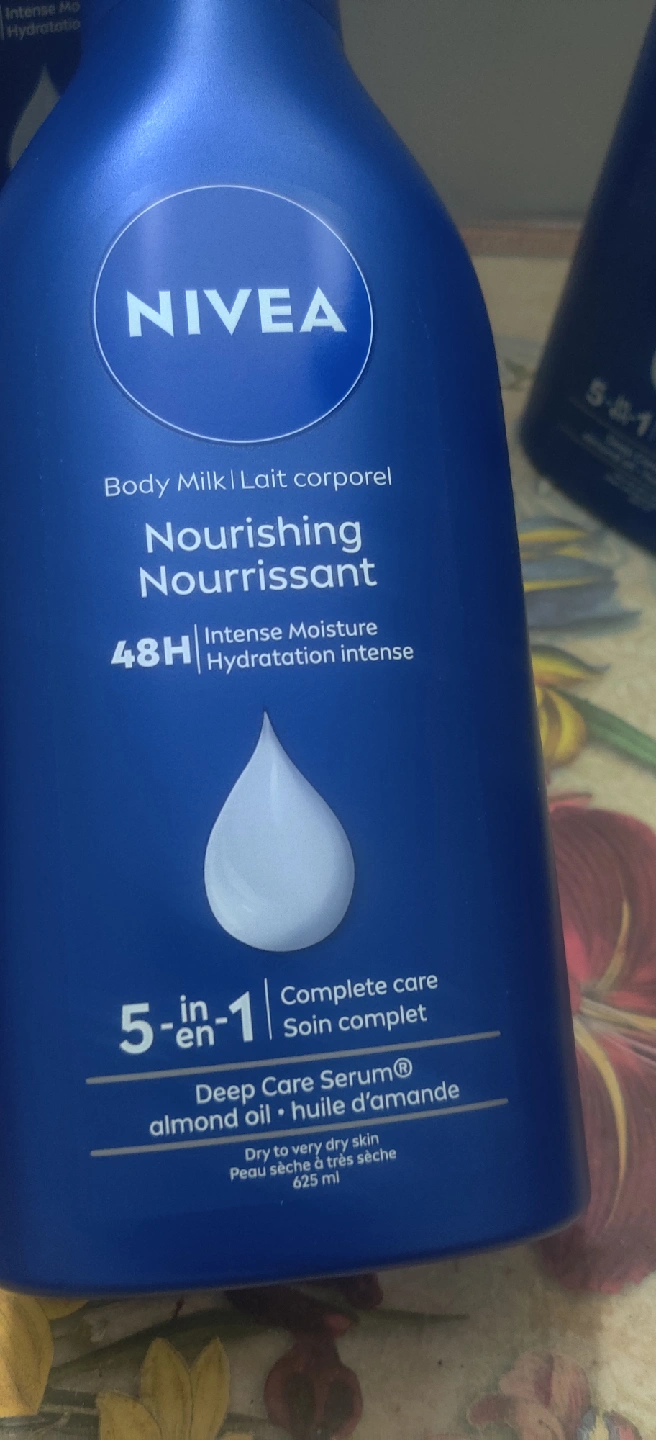 Intense Mo
Hydratatio
NIVEA
Body Milk | Lait corporel
Nourishing
Nourrissant
48H | Intense Moisture
Hydratation intense
5-in-1 | Complete care
en Soin complet
Deep Care Serum®
almond oil • huile d'amande
Dry to very dry skin
Peau sèche à très sèche
625 ml
5-in-1